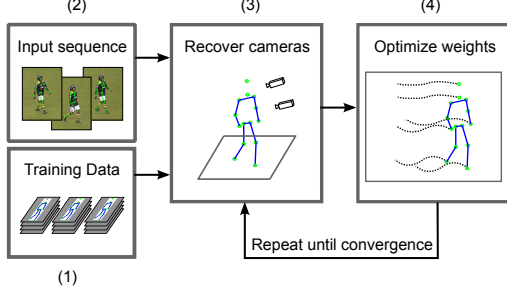 (2)
(3)
(4)
Input sequence
Recover cameras
Optimize weights
Training Data
Repeat until convergence
(1)